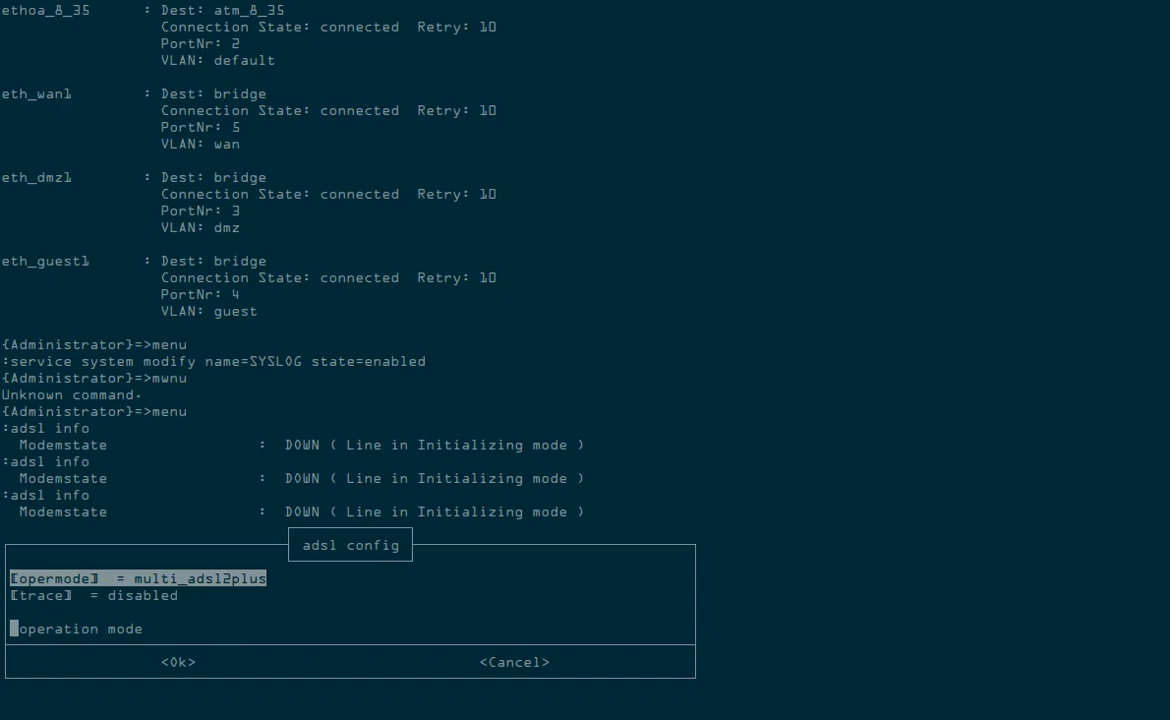 ethoa_8_35      : Dest: atm_8_35
                  Connection State: connected  Retry: 10
                  PortNr: 2
                  VLAN: default
eth_wan1        : Dest: bridge
                  Connection State: connected  Retry: 10
                  PortNr: 5
                  VLAN: wan
eth_dmz1        : Dest: bridge
                  Connection State: connected  Retry: 10
                  PortNr: 3
                  VLAN: dmz
eth_guest1      : Dest: bridge
                  Connection State: connected  Retry: 10
                  PortNr: 4
                  VLAN: guest
{Administrator}=>menu
:service system modify name=SYSLOG state=enabled
{Administrator}=>mwnu
Unknown command.
{Administrator}=>menu
:adsl info
  Modemstate                 :  DOWN ( Line in Initializing mode )
:adsl info
  Modemstate                 :  DOWN ( Line in Initializing mode )
:adsl info
  Modemstate                 :  DOWN ( Line in Initializing mode )
adsl config
[opermode]  = multi_adsl2plus
[trace]  = disabled
operation mode
<Ok>                                <Cancel>